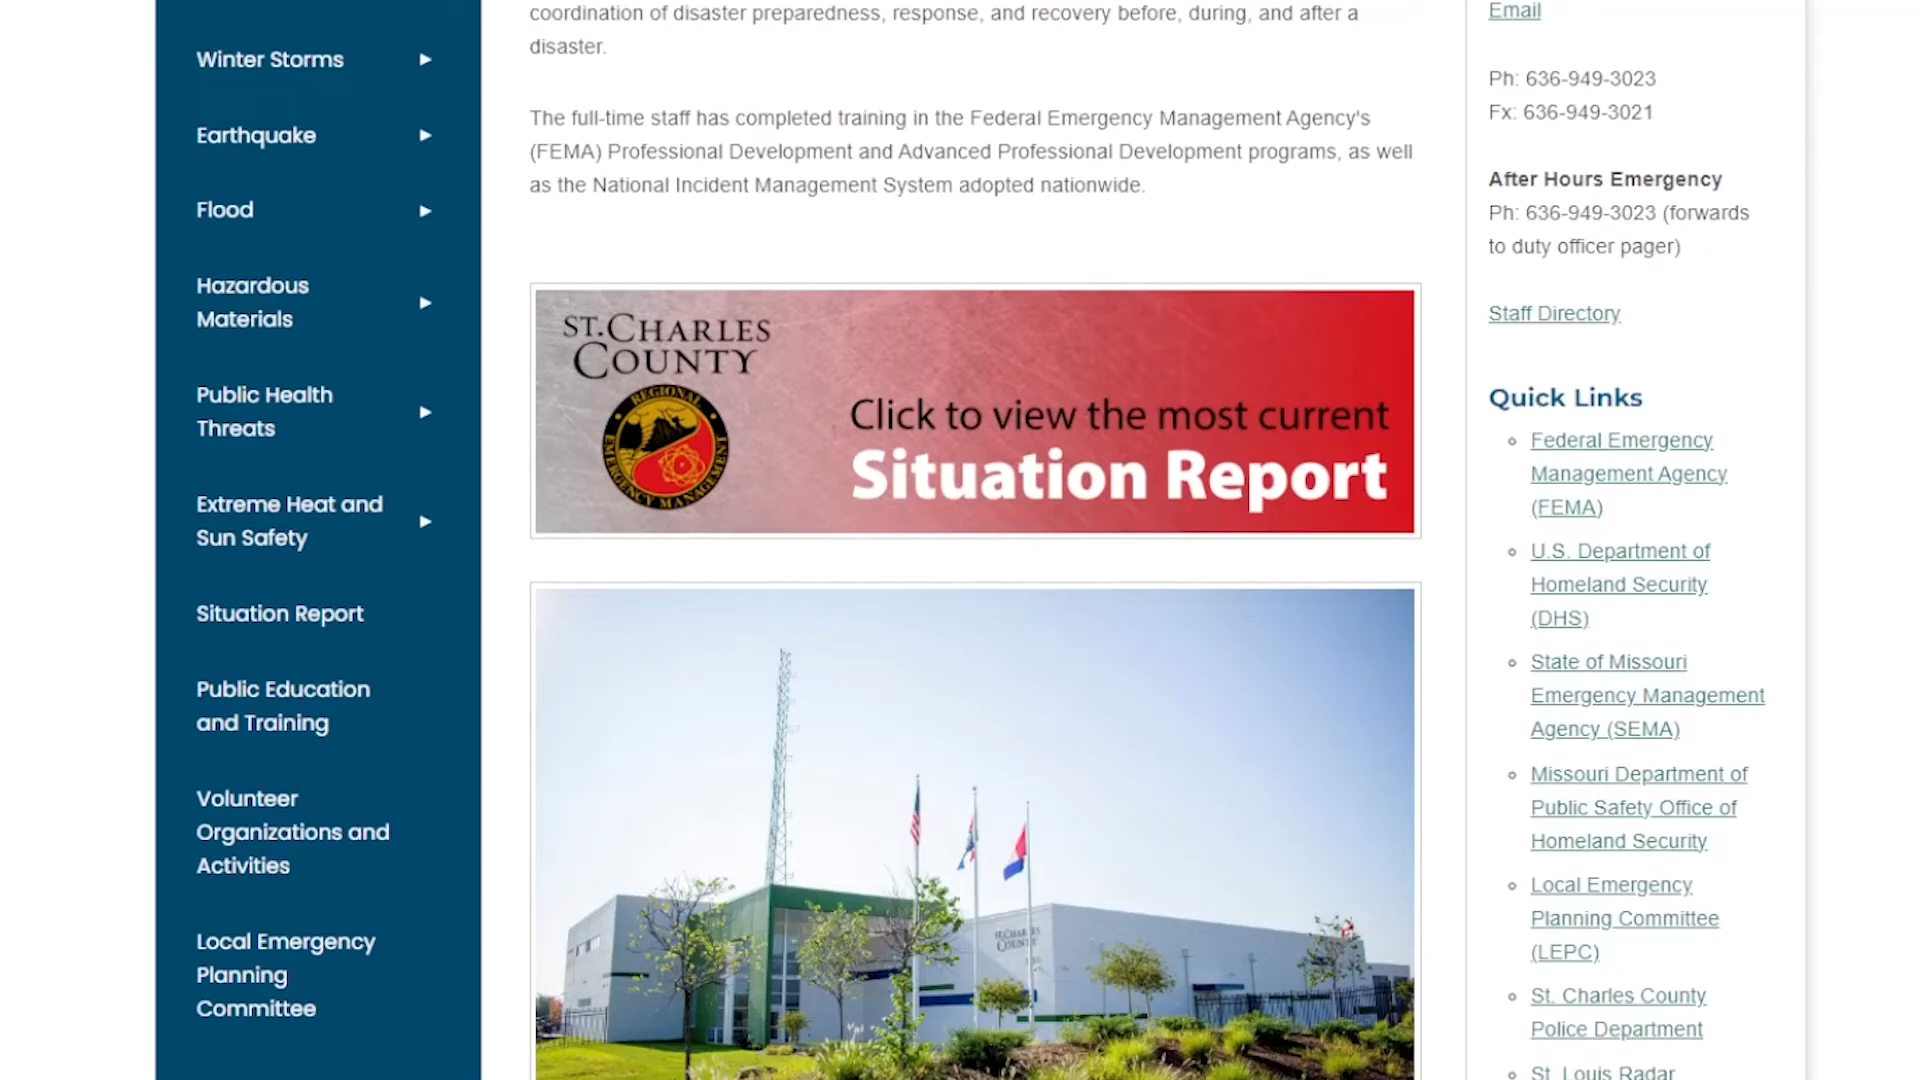 Winter Storms
Earthquake
Flood
Hazardous
Materials
Public Health
Threats
Extreme Heat and
Sun Safety
Situation Report
Public Education
and Training
Volunteer
Organizations and
Activities
Local Emergency
Planning
Committee
coordination of disaster preparedness, response, and recovery before, during, and after a
disaster.
The full-time staff has completed training in the Federal Emergency Management Agency's
(FEMA) Professional Development and Advanced Professional Development programs, as well
as the National Incident Management System adopted nationwide.
ST. CHARLES
COUNTY
REGIONAL
EMERGENCY MANAGEMENT
Click to view the most current
Situation Report
ST. CHARLES
COUNTY
Email
Ph: 636-949-3023
Fx: 636-949-3021
After Hours Emergency
Ph: 636-949-3023 (forwards
to duty officer pager)
Staff Directory
Quick Links
Federal Emergency
Management Agency
(FEMA)
U.S. Department of
Homeland Security
(DHS)
State of Missouri
Emergency Management
Agency (SEMA)
Missouri Department of
Public Safety Office of
Homeland Security
Local Emergency
Planning Committee
(LEPC)
St. Charles County
Police Department
St. Louis Radar